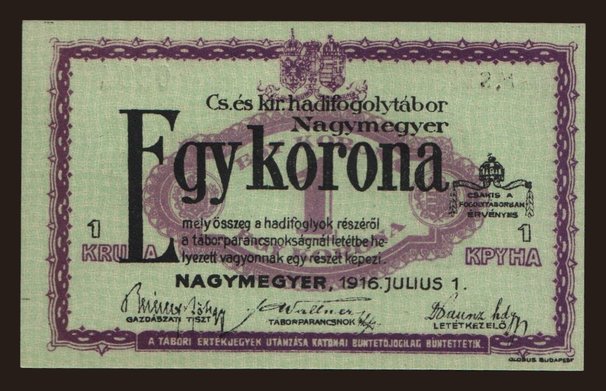 Cs. és kir. hadifogolytábor
Nagymegyer
Egy korona
CSAKIS A
FOGOLYTÁBORBAN
ÉRVÉNYES
1
KRUNA
1
КРУНА
mely összeg a hadifoglyok részéről
a táborparancsnokságnál letétbe he-
lyezett vagyonnak egy részét képezi.
NAGYMEGYER, 1916. JULIUS 1.
GAZDÁSZATI TISZT
TÁBORPARANCSNOK
LETÉTKEZELŐ
A TÁBORI ÉRTÉKJEGYEK UTÁNZÁSA KATONAI BÜNTETŐJOGILAG BÜNTETTETIK.
GLOBUS BUDAPEST